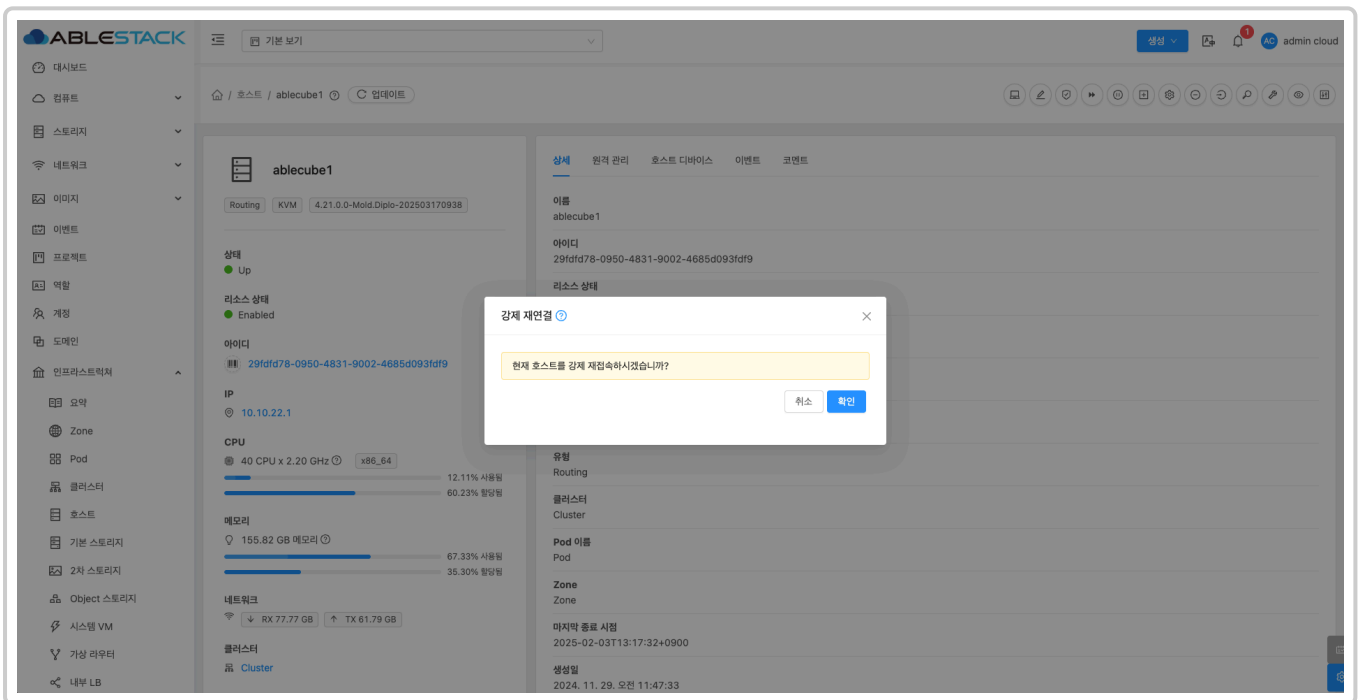 ABLESTACK
기본 보기
생성
1
AC
admin cloud
대시보드
컴퓨트
스토리지
네트워크
이미지
이벤트
프로젝트
역할
계정
도메인
인프라스트럭쳐
요약
Zone
Pod
클러스터
호스트
기본 스토리지
2차 스토리지
Object 스토리지
시스템 VM
가상 라우터
내부 LB
/ 호스트 / ablecube1
업데이트
ablecube1
Routing
KVM
4.21.0.0-Mold.Diplo-202503170938
상태
Up
리소스 상태
Enabled
아이디
29fdfd78-0950-4831-9002-4685d093fdf9
IP
10.10.22.1
CPU
40 CPU x 2.20 GHz
x86_64
12.11% 사용됨
60.23% 할당됨
메모리
155.82 GB 메모리
67.33% 사용됨
35.30% 할당됨
네트워크
RX 77.77 GB
TX 61.79 GB
클러스터
Cluster
상세
원격 관리
호스트 디바이스
이벤트
코멘트
이름
ablecube1
아이디
29fdfd78-0950-4831-9002-4685d093fdf9
리소스 상태
강제 재연결
현재 호스트를 강제 재접속하시겠습니까?
취소
확인
유형
Routing
클러스터
Cluster
Pod 이름
Pod
Zone
Zone
마지막 종료 시점
2025-02-03T13:17:32+0900
생성일
2024. 11. 29. 오전 11:47:33